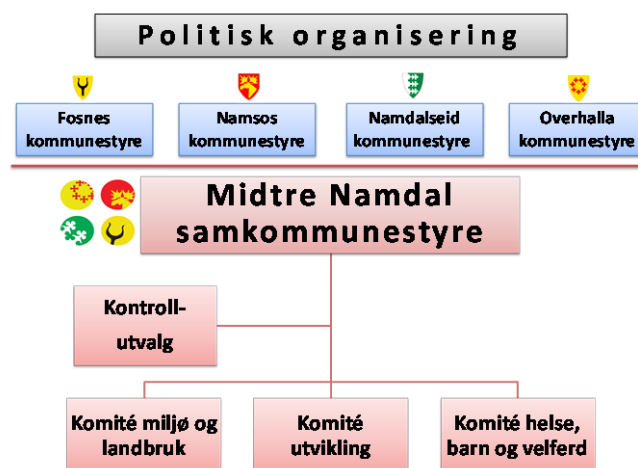 Politisk organisering
Fosnes
kommunestyre
Namsos
kommunestyre
Namdalseid
kommunestyre
Overhalla
kommunestyre
Midtre Namdal
samkommunestyre
Kontroll-
utvalg
Komité miljø og
landbruk
Komité
utvikling
Komité helse,
barn og velferd